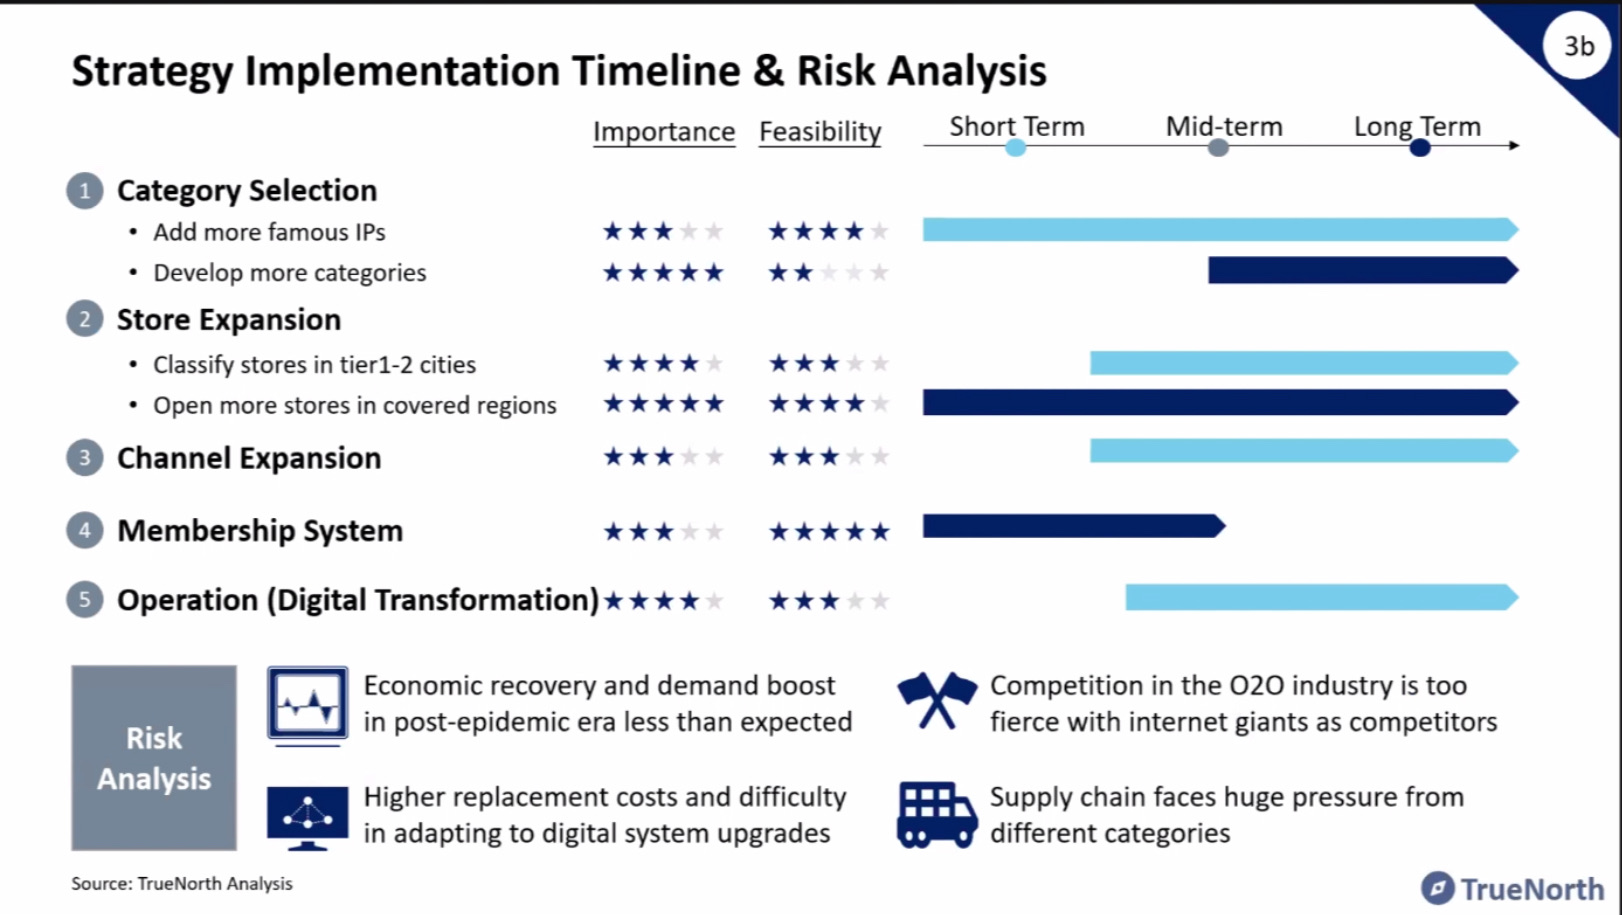 3b
Strategy Implementation Timeline & Risk Analysis
Importance Feasibility Short Term Mid-term Long Term
1 Category Selection
• Add more famous IPs
• Develop more categories
2 Store Expansion
• Classify stores in tier1-2 cities
• Open more stores in covered regions
3 Channel Expansion
4 Membership System
5 Operation (Digital Transformation)
Risk
Analysis
Economic recovery and demand boost
in post-epidemic era less than expected
Competition in the O2O industry is too
fierce with internet giants as competitors
Higher replacement costs and difficulty
in adapting to digital system upgrades
Supply chain faces huge pressure from
different categories
Source: TrueNorth Analysis
TrueNorth